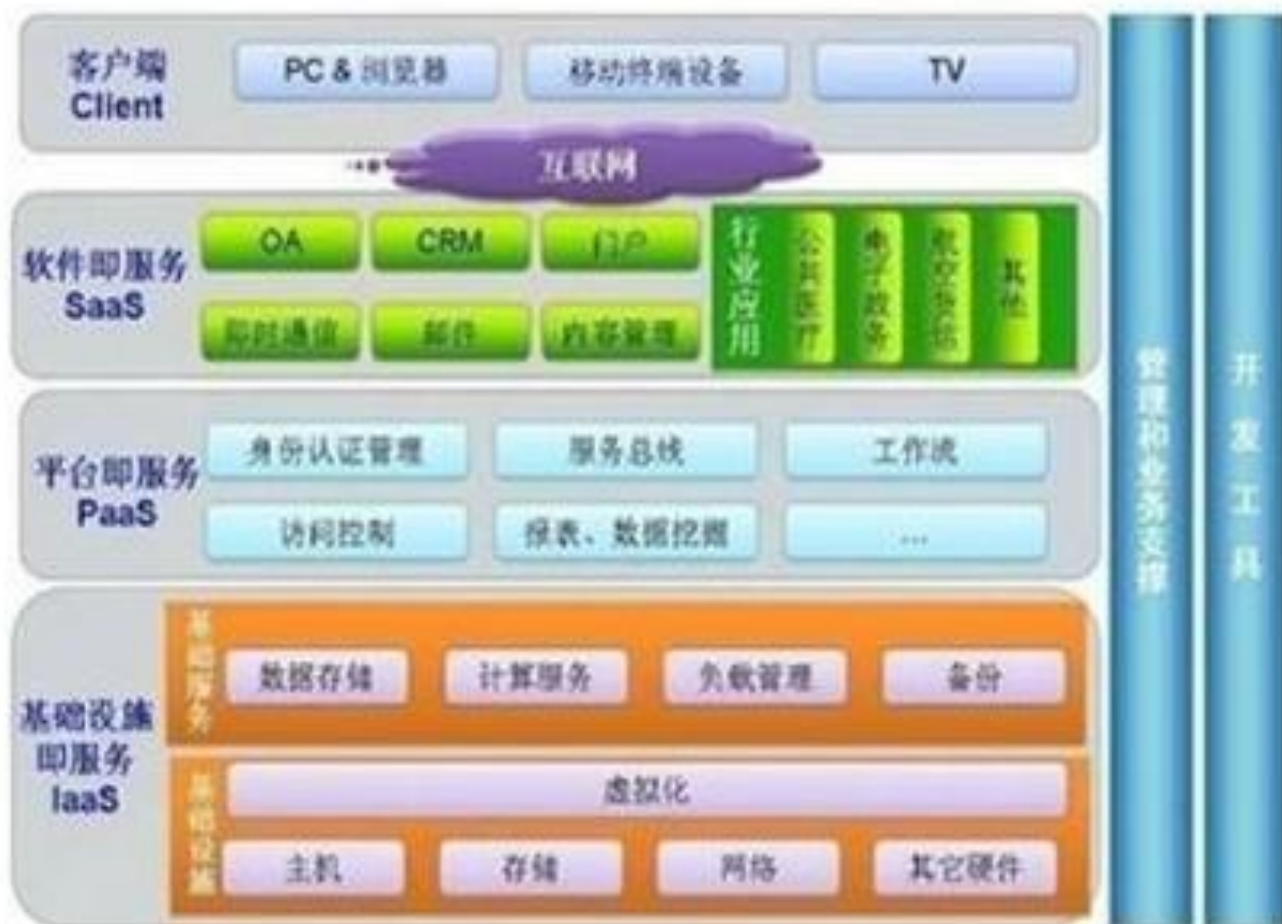 客户端
Client
PC & 浏览器
移动终端设备
TV
互联网
软件即服务
SaaS
OA
CRM
门户
即时通信
邮件
内容管理
行业应用
公共医疗
电子政务
航空货运
其他
平台即服务
PaaS
身份认证管理
服务总线
工作流
访问控制
报表、数据挖掘
...
基础设施
即服务
IaaS
基础服务
数据存储
计算服务
负载管理
备份
基础设施
虚拟化
主机
存储
网络
其它硬件
管理和业务支撑
开发工具